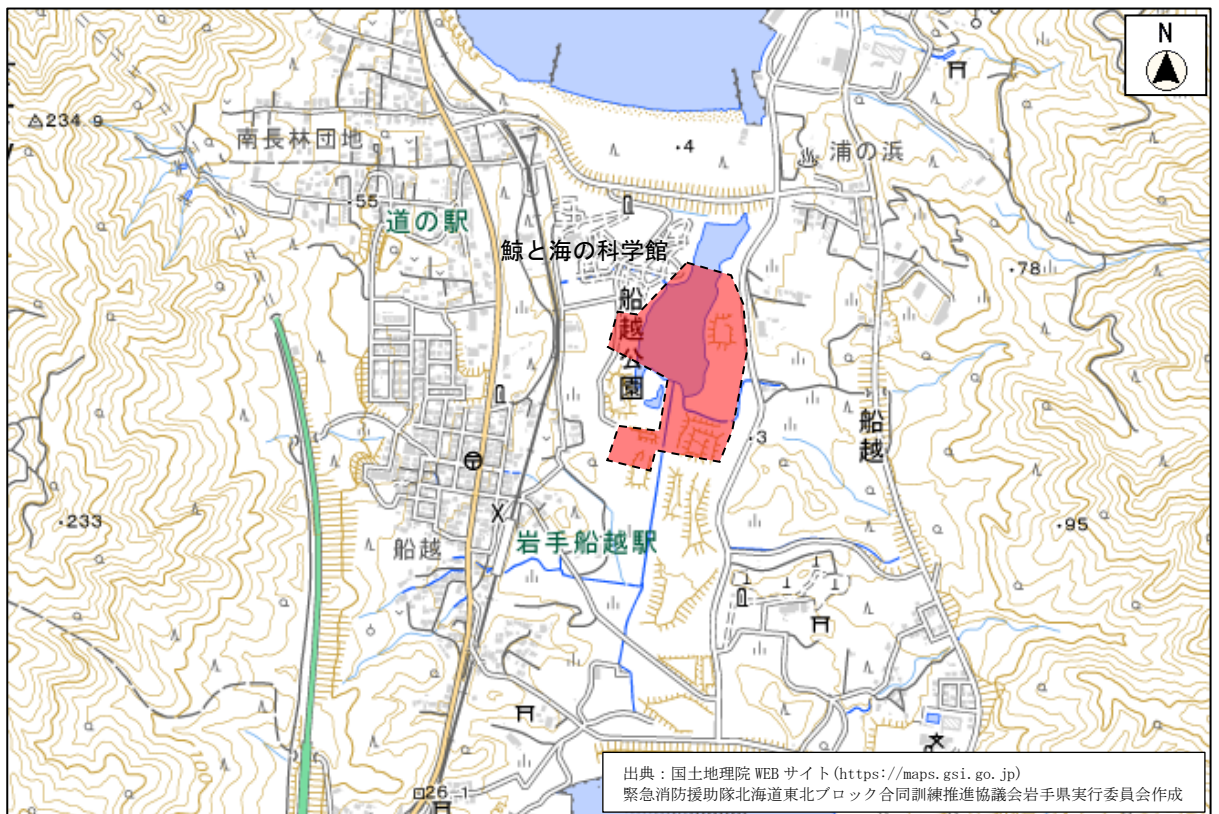 N
△234.9
南長林団地
・4
浦の浜
・55
道の駅
鯨と海の科学館
・78
船越公園
船越
・3
・233
・95
船越
岩手船越駅
26.1
出典：国土地理院 WEB サイト(https://maps.gsi.go.jp)
緊急消防援助隊北海道東北ブロック合同訓練推進協議会岩手県実行委員会作成